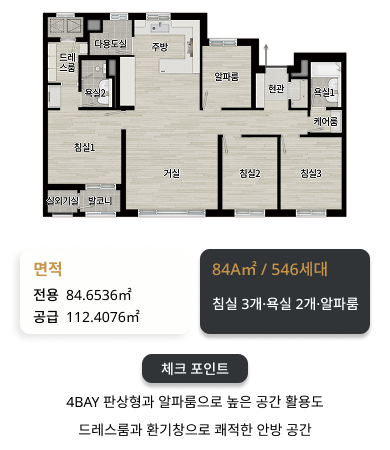 다용도실
주방
드레
스룸
알파룸
욕실2
현관
욕실1
케어룸
침실1
거실
침실2
침실3
실외기실
발코니
면적
전용 84.6536㎡
공급 112.4076㎡
84A㎡ / 546세대
침실 3개·욕실 2개·알파룸
체크 포인트
4BAY 판상형과 알파룸으로 높은 공간 활용도
드레스룸과 환기창으로 쾌적한 안방 공간